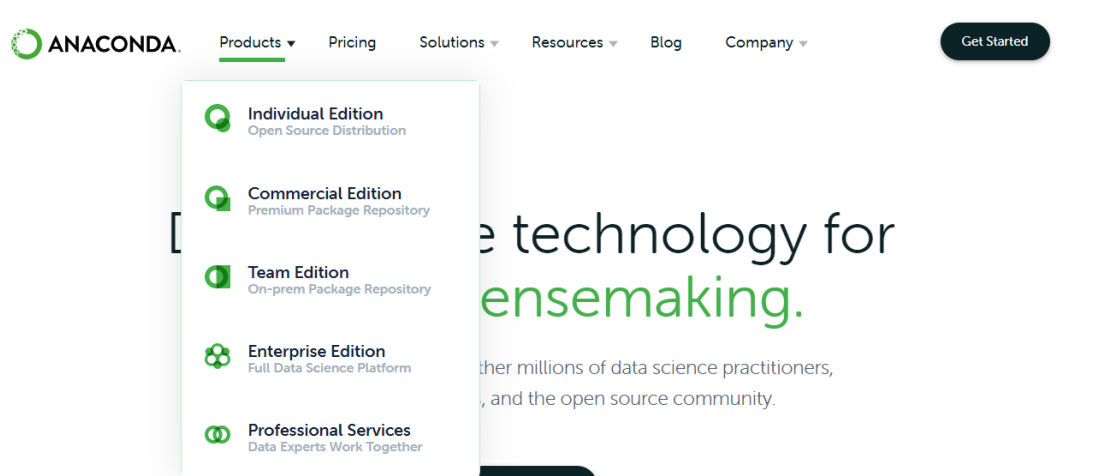 ANACONDA.
Products Pricing Solutions Resources Blog Company Get Started
Individual Edition
Open Source Distribution
Commercial Edition
Premium Package Repository
Team Edition
On-prem Package Repository
Enterprise Edition
Full Data Science Platform
Professional Services
Data Experts Work Together
technology for
ensemaking.
millions of data science practitioners,
, and the open source community.